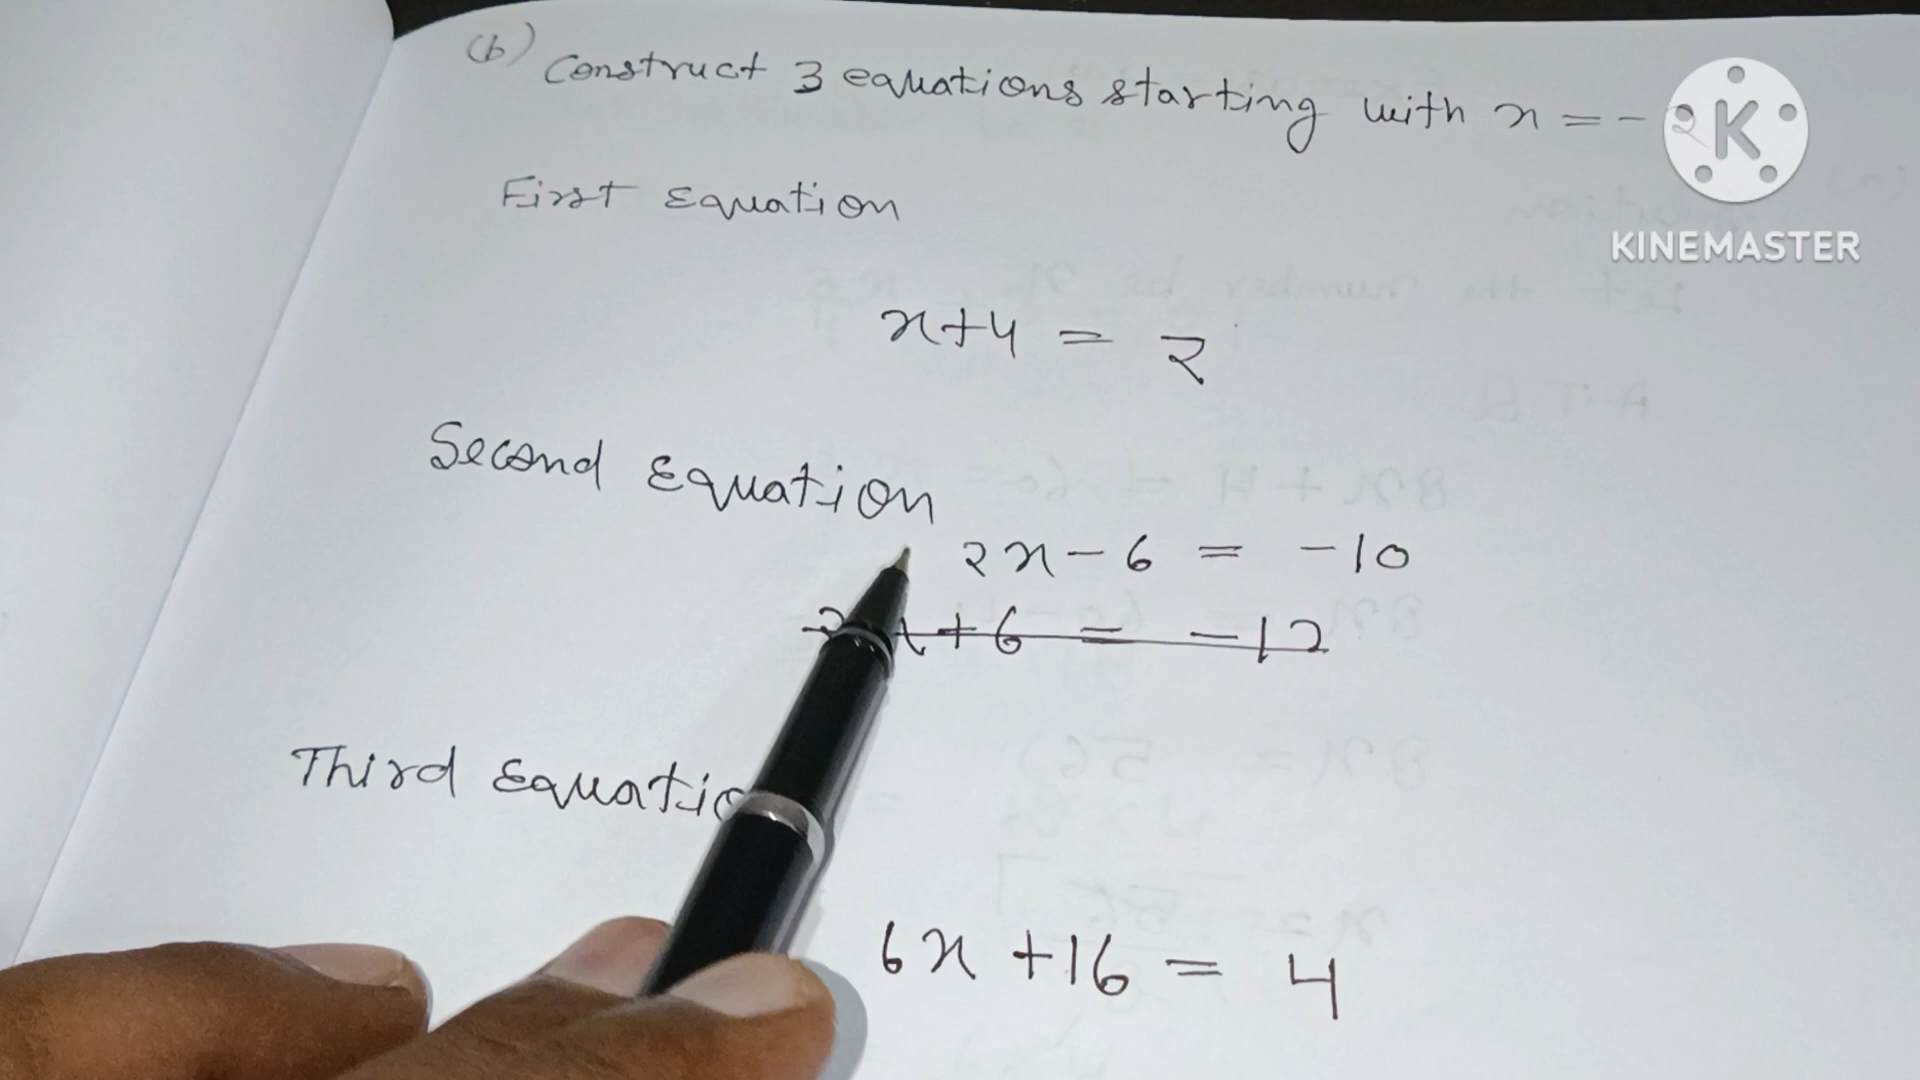 (b) Construct 3 equations starting with x = - 2
K
KINEMASTER
First Equation
x+4 = 2
Second Equation
2x - 6 = -10
+6 = -12
Third
6x +16 = 4